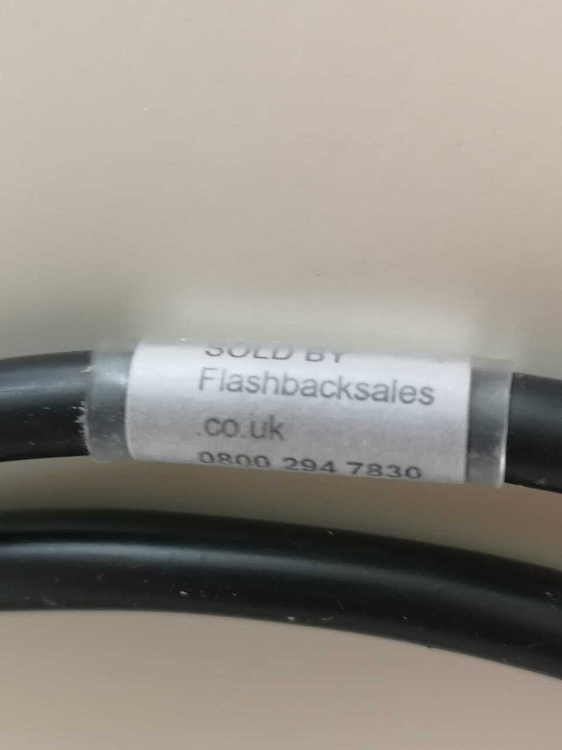 SOLD BY
Flashbacksales
.co.uk
0800 294 7830